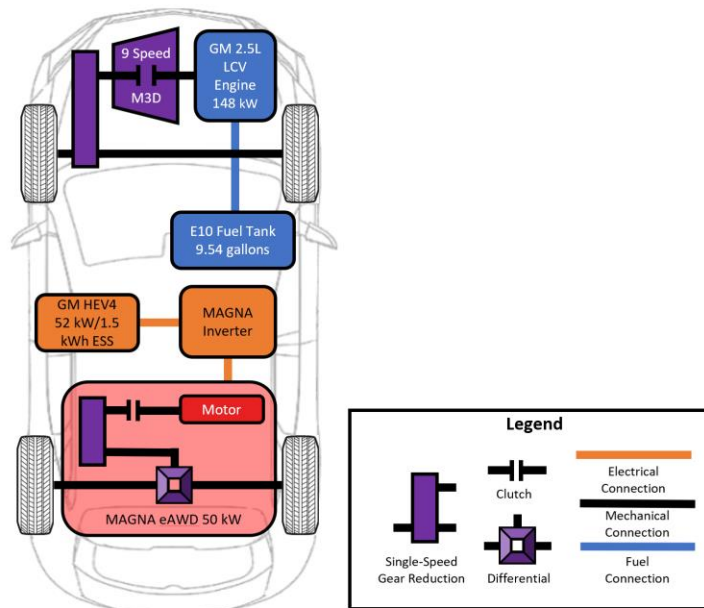 9 Speed
M3D
GM 2.5L
LCV
Engine
148 kW
E10 Fuel Tank
9.54 gallons
GM HEV4
52 kW/1.5
kWh ESS
MAGNA
Inverter
Motor
MAGNA eAWD 50 kW
Legend
Single-Speed
Gear Reduction
Clutch
Differential
Electrical
Connection
Mechanical
Connection
Fuel
Connection